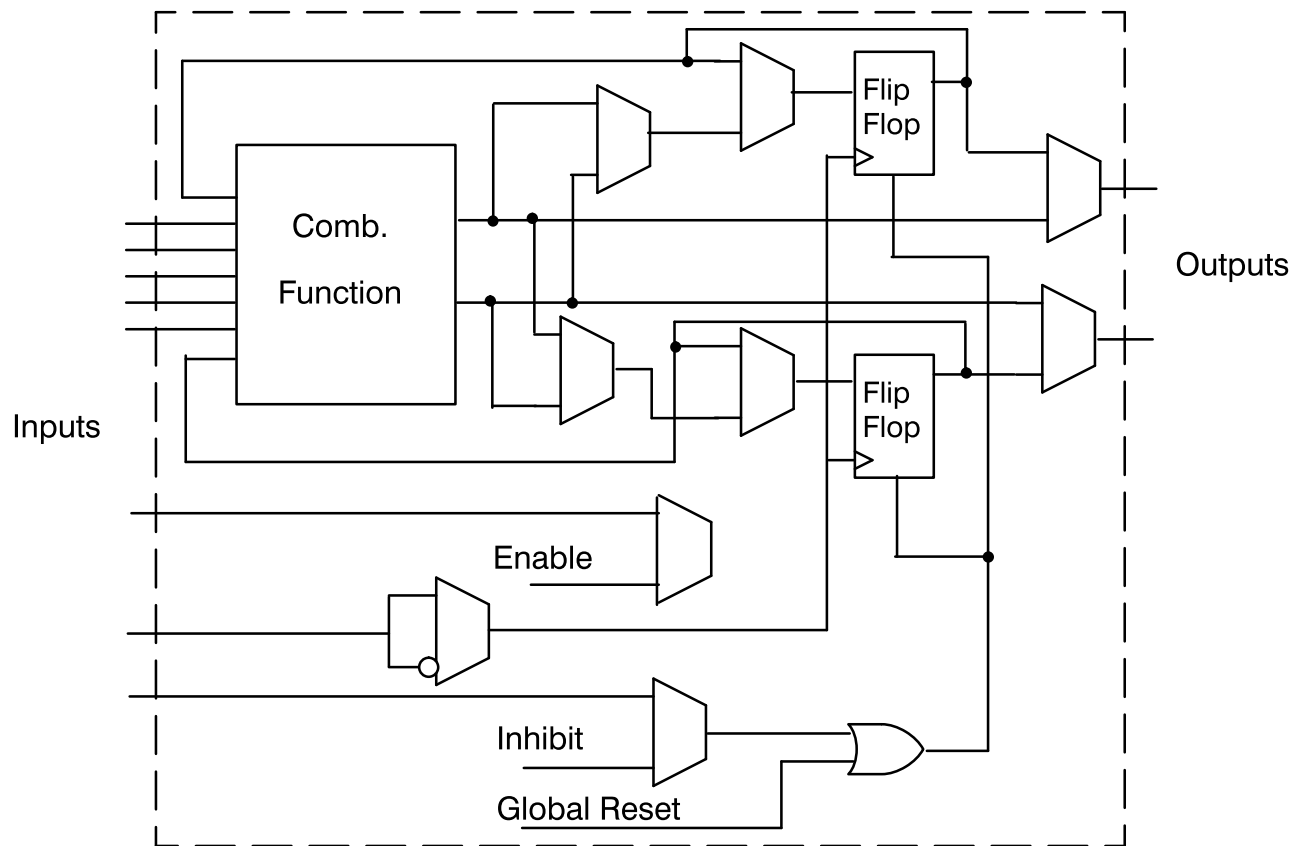 Flip
Flop
Comb.
Function
Outputs
Flip
Flop
Inputs
Enable
Inhibit
Global Reset